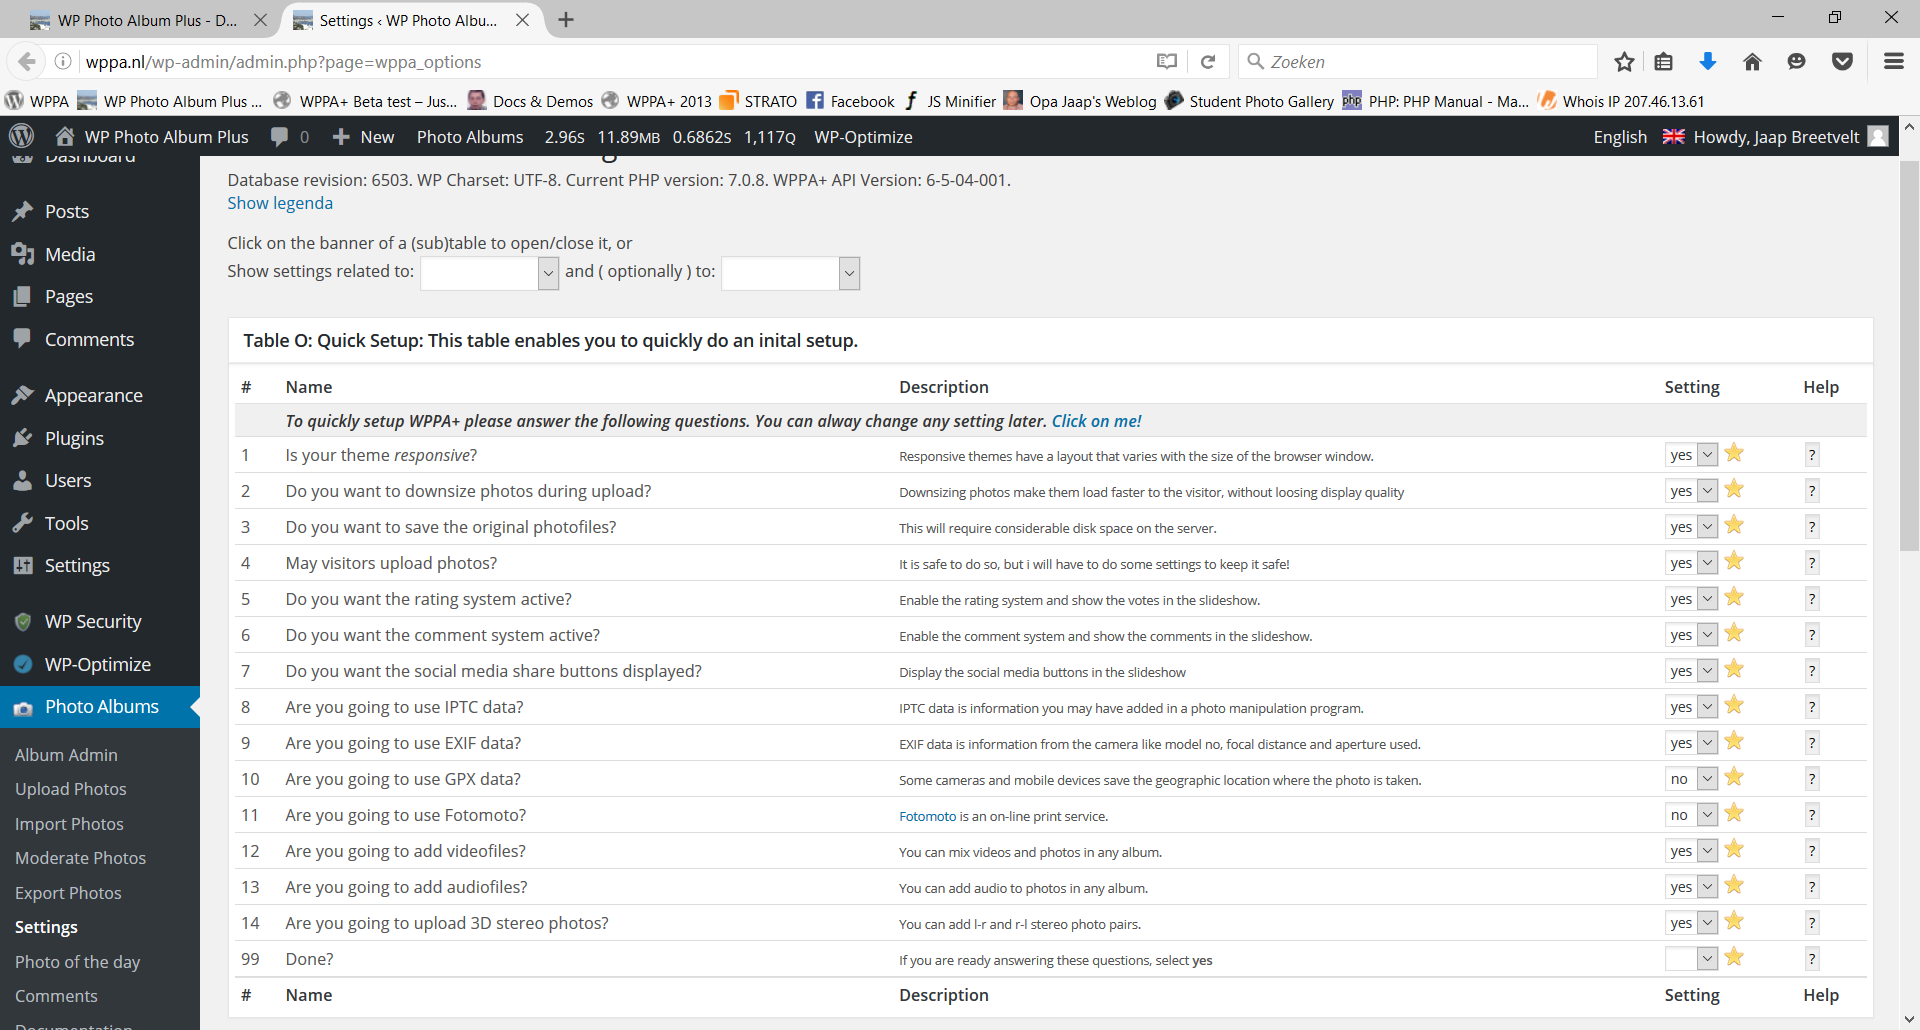 WP Photo Album Plus - D...
Settings ‹ WP Photo Albu...
wppa.nl/wp-admin/admin.php?page=wppa_options
Zoeken
WPPA
WP Photo Album Plus ...
WPPA+ Beta test – Jus...
Docs & Demos
WPPA+ 2013
STRATO
Facebook
JS Minifier
Opa Jaap's Weblog
Student Photo Gallery
php PHP: PHP Manual - Ma...
Whois IP 207.46.13.61
WP Photo Album Plus
0
New
Photo Albums
2.96S 11.89MB 0.6862S 1,117Q
WP-Optimize
English
Howdy, Jaap Breetvelt
Dashboard
Posts
Media
Pages
Comments
Appearance
Plugins
Users
Tools
Settings
WP Security
WP-Optimize
Photo Albums
Album Admin
Upload Photos
Import Photos
Moderate Photos
Export Photos
Settings
Photo of the day
Comments
Documentation
Database revision: 6503. WP Charset: UTF-8. Current PHP version: 7.0.8. WPPA+ API Version: 6-5-04-001.
Show legenda
Click on the banner of a (sub)table to open/close it, or
Show settings related to: and ( optionally ) to:
Table O: Quick Setup: This table enables you to quickly do an inital setup.
# Name Description Setting Help
To quickly setup WPPA+ please answer the following questions. You can alway change any setting later. Click on me!
1 Is your theme responsive? Responsive themes have a layout that varies with the size of the browser window. yes ?
2 Do you want to downsize photos during upload? Downsizing photos make them load faster to the visitor, without loosing display quality yes ?
3 Do you want to save the original photofiles? This will require considerable disk space on the server. yes ?
4 May visitors upload photos? It is safe to do so, but i will have to do some settings to keep it safe! yes ?
5 Do you want the rating system active? Enable the rating system and show the votes in the slideshow. yes ?
6 Do you want the comment system active? Enable the comment system and show the comments in the slideshow. yes ?
7 Do you want the social media share buttons displayed? Display the social media buttons in the slideshow yes ?
8 Are you going to use IPTC data? IPTC data is information you may have added in a photo manipulation program. yes ?
9 Are you going to use EXIF data? EXIF data is information from the camera like model no, focal distance and aperture used. yes ?
10 Are you going to use GPX data? Some cameras and mobile devices save the geographic location where the photo is taken. no ?
11 Are you going to use Fotomoto? Fotomoto is an on-line print service. no ?
12 Are you going to add videofiles? You can mix videos and photos in any album. yes ?
13 Are you going to add audiofiles? You can add audio to photos in any album. yes ?
14 Are you going to upload 3D stereo photos? You can add l-r and r-l stereo photo pairs. yes ?
99 Done? If you are ready answering these questions, select yes ?
# Name Description Setting Help